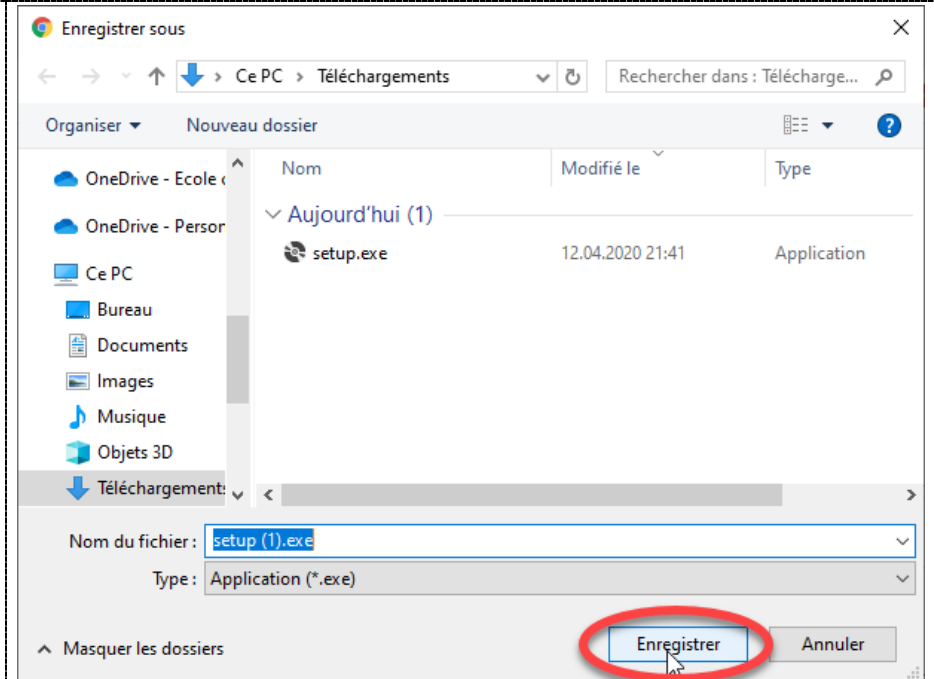 Enregistrer sous
Ce PC > Téléchargements
Rechercher dans : Télécharge...
Organiser
Nouveau dossier
Nom Modifié le Type
OneDrive - Ecole
OneDrive - Person
Ce PC
Bureau
Documents
Images
Musique
Objets 3D
Téléchargements
Aujourd'hui (1)
setup.exe 12.04.2020 21:41 Application
Nom du fichier : setup (1).exe
Type : Application (*.exe)
Masquer les dossiers
Enregistrer
Annuler